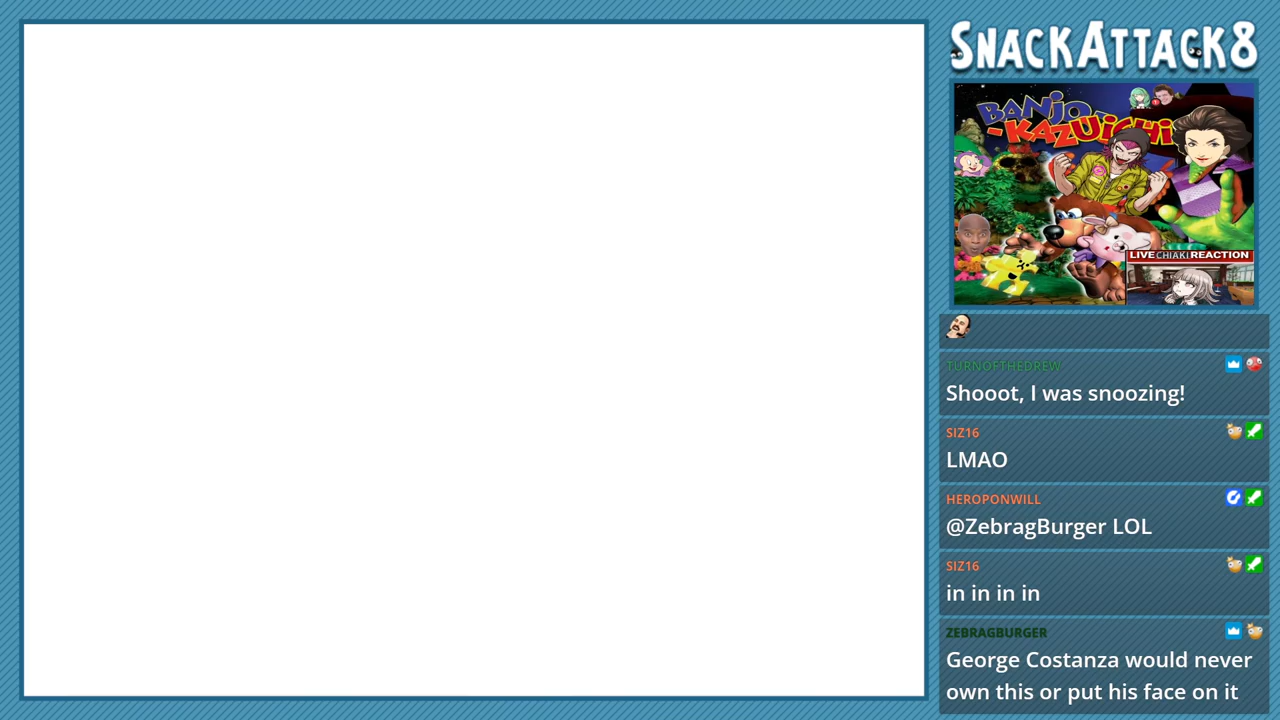 SNACKATTACK8
BANJO
-KAZUICHI
LIVE CHIAKI REACTION
TURNOFTHEDREW
Shooot, I was snoozing!
SIZ16
LMAO
HEROPONWILL
@ZebragBurger LOL
SIZ16
in in in in
ZEBRAGBURGER
George Costanza would never
own this or put his face on it